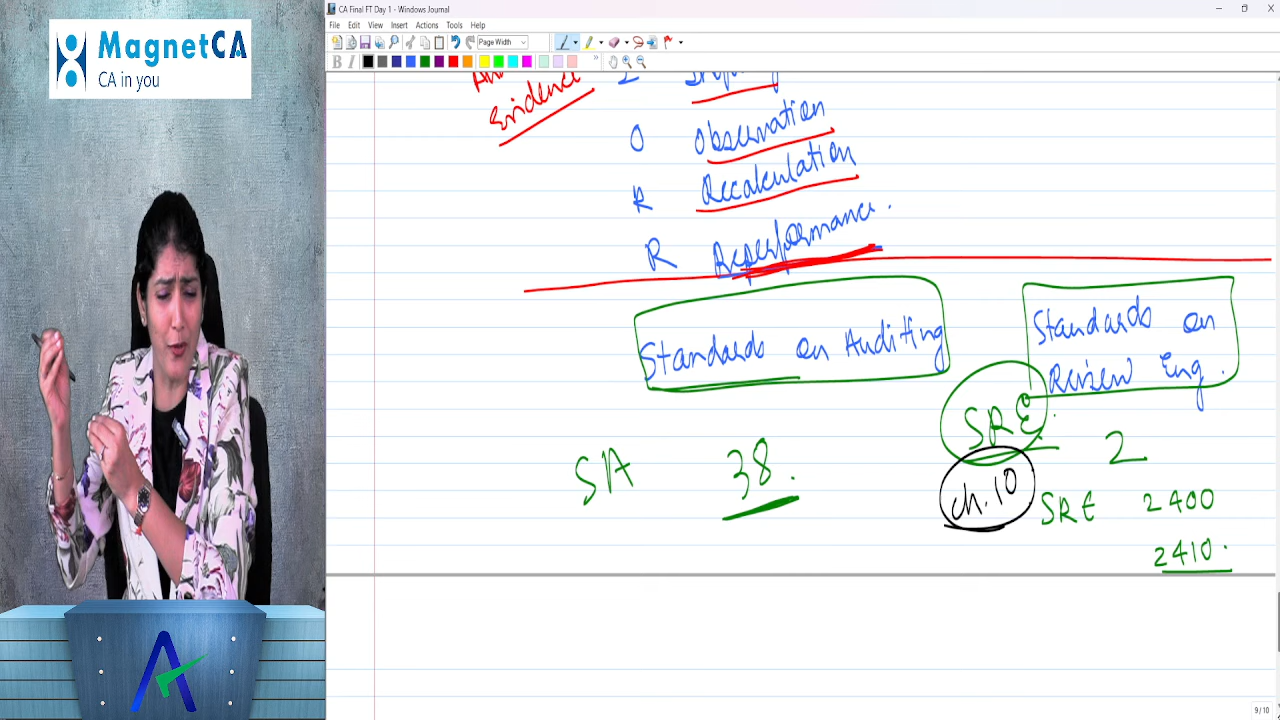 CA Final FT Day 1 - Windows Journal
File Edit View Insert Actions Tools Help
Page Width
B I
MagnetCA
CA in you
Evidence
O Observation
R Recalculation
R Reperformance.
Standards on Auditing
Standards on
Review Eng.
SRE.
SA 38.
2
Ch. 10
SRE 2400
2410.
9/10